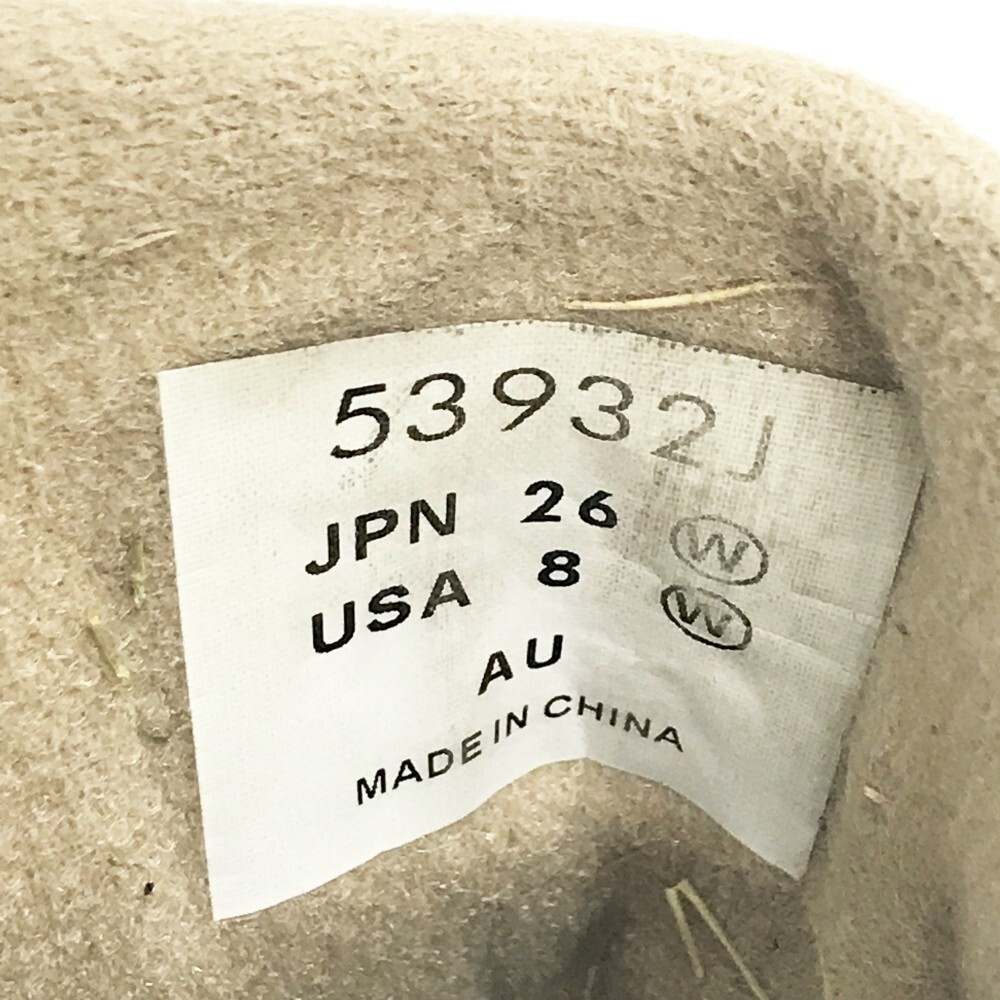 53932J
JPN 26 W
USA 8 W
AU
MADE IN CHINA